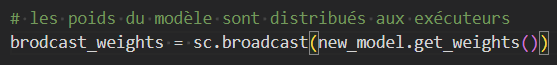 # les poids du modèle sont distribués aux exécuteurs
brodcast_weights = sc.broadcast(new_model.get_weights())